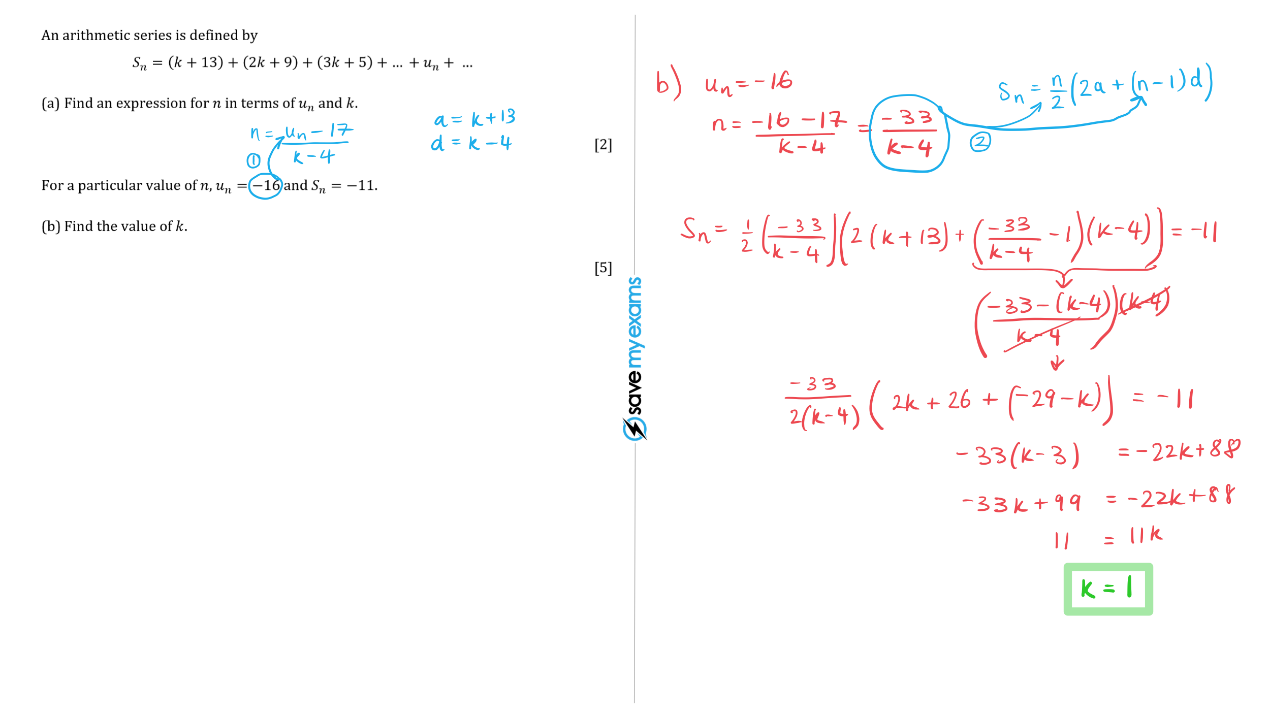 An arithmetic series is defined by
Sₙ = (k + 13) + (2k + 9) + (3k + 5) + ... + uₙ + ...
(a) Find an expression for n in terms of uₙ and k.
n = (uₙ − 17)/(k − 4)
①
a = k + 13
d = k − 4
[2]
For a particular value of n, uₙ = −16 and Sₙ = −11.
(b) Find the value of k.
[5]
save my exams
b) uₙ = −16
n = (−16 − 17)/(k − 4) = (−33)/(k − 4)
Sₙ = n/2 (2a + (n − 1)d)
②
Sₙ = 1/2 (−33/(k − 4)) (2(k + 13) + (−33/(k − 4) − 1)(k − 4)) = −11
((−33 − (k − 4))/(k − 4)) (k − 4)
−33/(2(k − 4)) (2k + 26 + (−29 − k)) = −11
−33(k − 3) = −22k + 88
−33k + 99 = −22k + 88
11 = 11k
k = 1